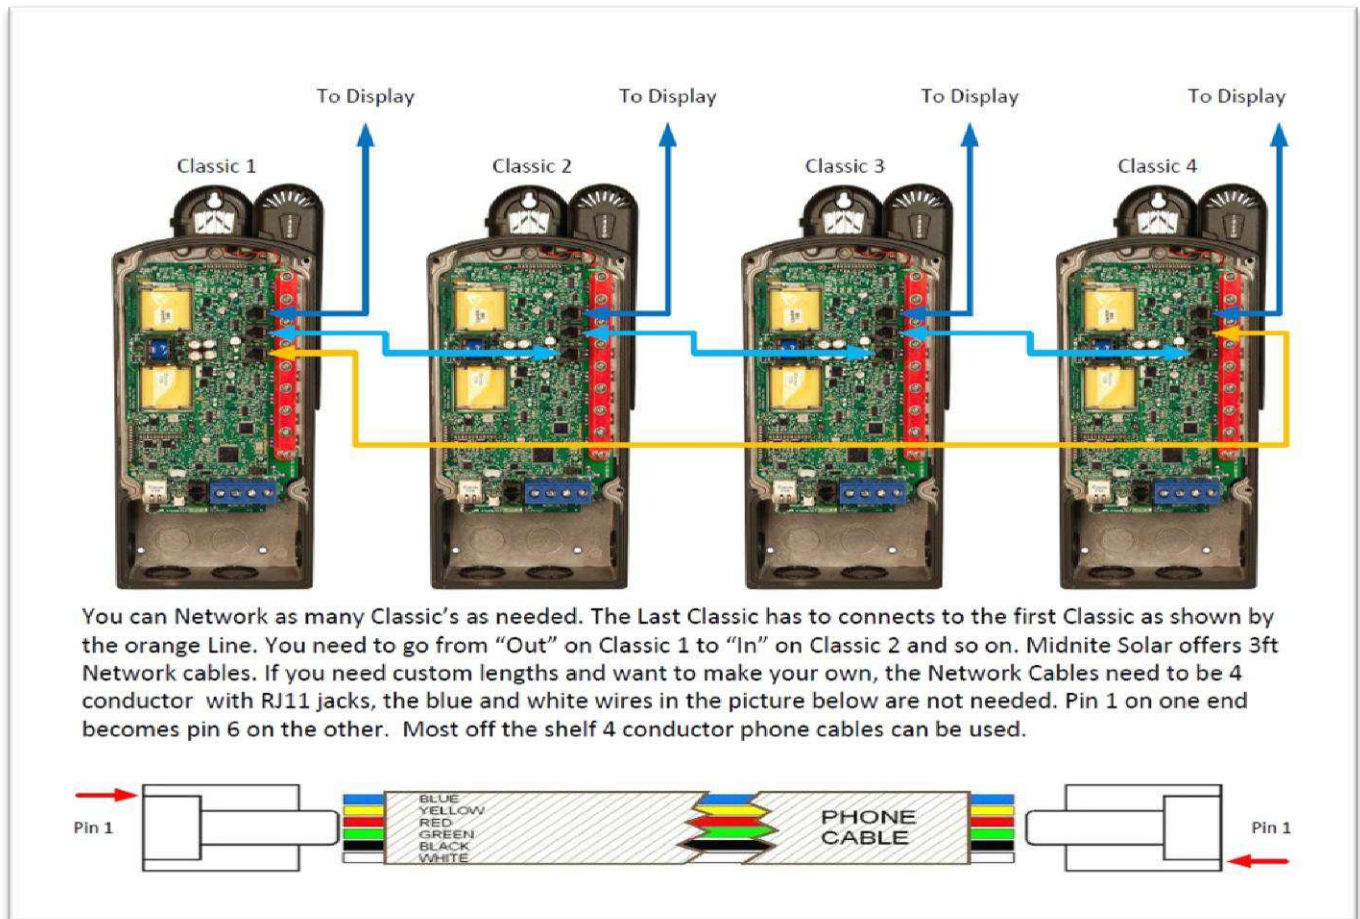 To Display To Display To Display To Display
Classic 1 Classic 2 Classic 3 Classic 4
You can Network as many Classic's as needed. The Last Classic has to connects to the first Classic as shown by
the orange Line. You need to go from “Out” on Classic 1 to “In” on Classic 2 and so on. Midnite Solar offers 3ft
Network cables. If you need custom lengths and want to make your own, the Network Cables need to be 4
conductor with RJ11 jacks, the blue and white wires in the picture below are not needed. Pin 1 on one end
becomes pin 6 on the other. Most off the shelf 4 conductor phone cables can be used.
Pin 1
BLUE
YELLOW
RED
GREEN
BLACK
WHITE
PHONE
CABLE
Pin 1